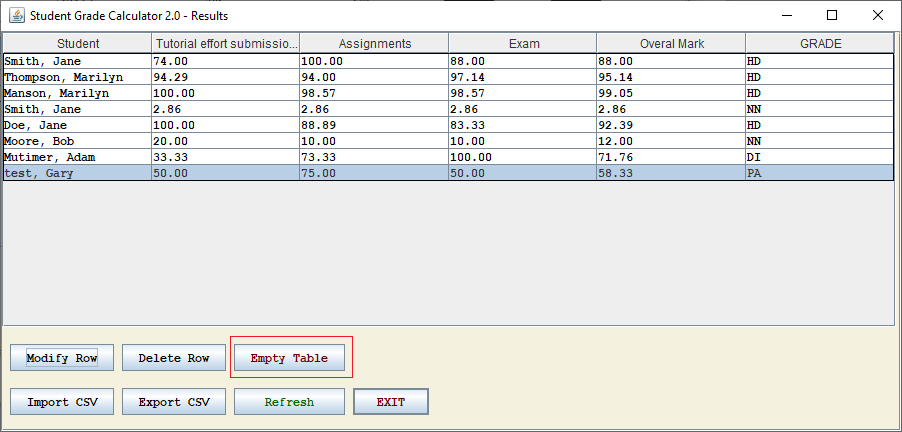 Student Grade Calculator 2.0 - Results
Student Tutorial effort submissio... Assignments Exam Overal Mark GRADE
Smith, Jane 74.00 100.00 88.00 88.00 HD
Thompson, Marilyn 94.29 94.00 97.14 95.14 HD
Manson, Marilyn 100.00 98.57 98.57 99.05 HD
Smith, Jane 2.86 2.86 2.86 2.86 NN
Doe, Jane 100.00 88.89 83.33 92.39 HD
Moore, Bob 20.00 10.00 10.00 12.00 NN
Mutimer, Adam 33.33 73.33 100.00 71.76 DI
test, Gary 50.00 75.00 50.00 58.33 PA
Modify Row Delete Row Empty Table
Import CSV Export CSV Refresh EXIT